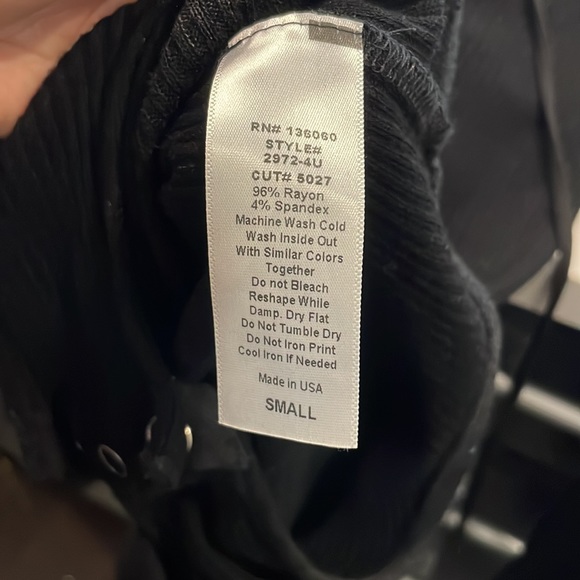 RN# 136060
STYLE#
2972-4U
CUT# 5027
96% Rayon
4% Spandex
Machine Wash Cold
Wash Inside Out
With Similar Colors
Together
Do not Bleach
Reshape While
Damp. Dry Flat
Do Not Tumble Dry
Do Not Iron Print
Cool Iron If Needed
Made in USA
SMALL